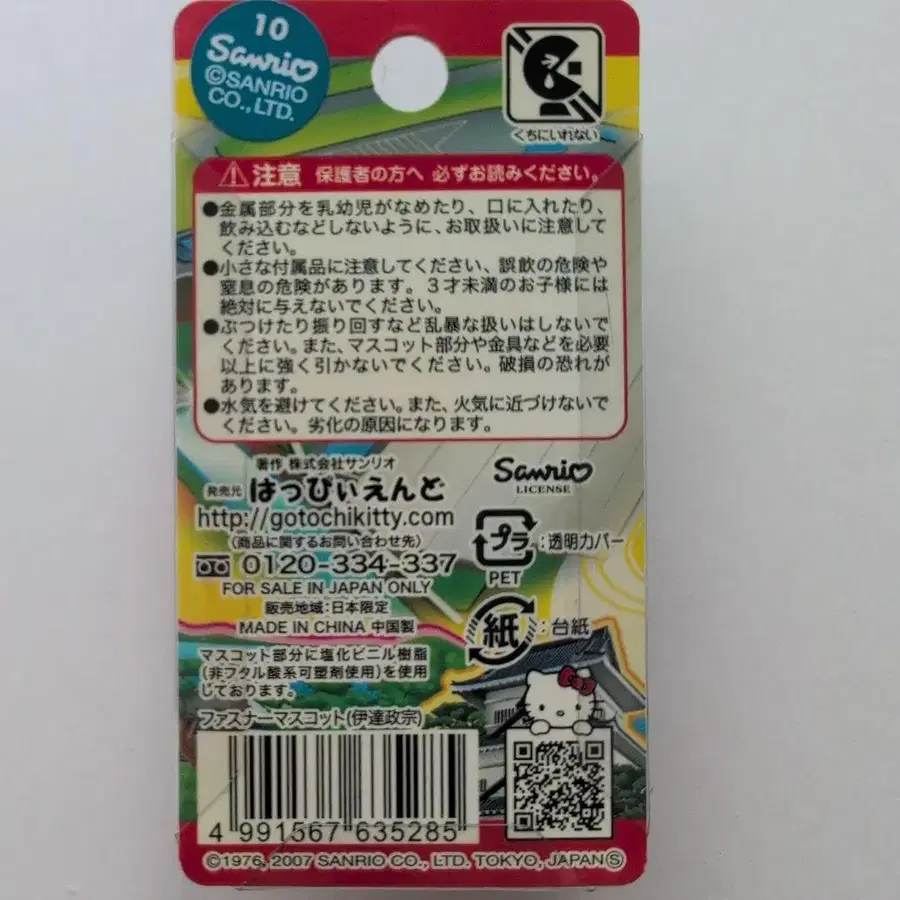 10
Sanrio
©SANRIO
CO.,LTD.
くちにいれない
注意 保護者の方へ 必ずお読みください。
●金属部分を乳幼児がなめたり、口に入れたり、
飲み込むなどしないように、お取扱いに注意して
ください。
●小さな付属品に注意してください、誤飲の危険や
窒息の危険があります。3才未満のお子様には
絶対に与えないでください。
●ぶつけたり振り回すなど乱暴な扱いはしないで
ください。また、マスコット部分や金具などを必要
以上に強く引かないでください。破損の恐れが
あります。
●水気を避けてください。また、火気に近づけないで
ください。劣化の原因になります。
著作 株式会社サンリオ
発売元 はっぴぃえんど
http://gotochikitty.com
(商品に関するお問い合わせ先)
0120-334-337
FOR SALE IN JAPAN ONLY
販売地域:日本限定
MADE IN CHINA 中国製
マスコット部分に塩化ビニル樹脂
(非フタル酸系可塑剤使用)を使用
しております。
ファスナーマスコット(伊達政宗)
Sanrio
LICENSE
プラ :透明カバー
PET
紙 :台紙
4 991567 635285
©1976, 2007 SANRIO CO., LTD. TOKYO, JAPAN Ⓢ